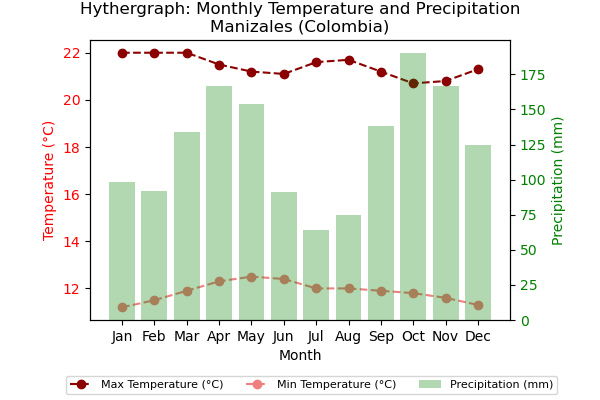 Hythergraph: Monthly Temperature and Precipitation
Manizales (Colombia)
Temperature (°C)
22
20
18
16
14
12
Precipitation (mm)
175
150
125
100
75
50
25
0
Jan Feb Mar Apr May Jun Jul Aug Sep Oct Nov Dec
Month
Max Temperature (°C) Min Temperature (°C) Precipitation (mm)